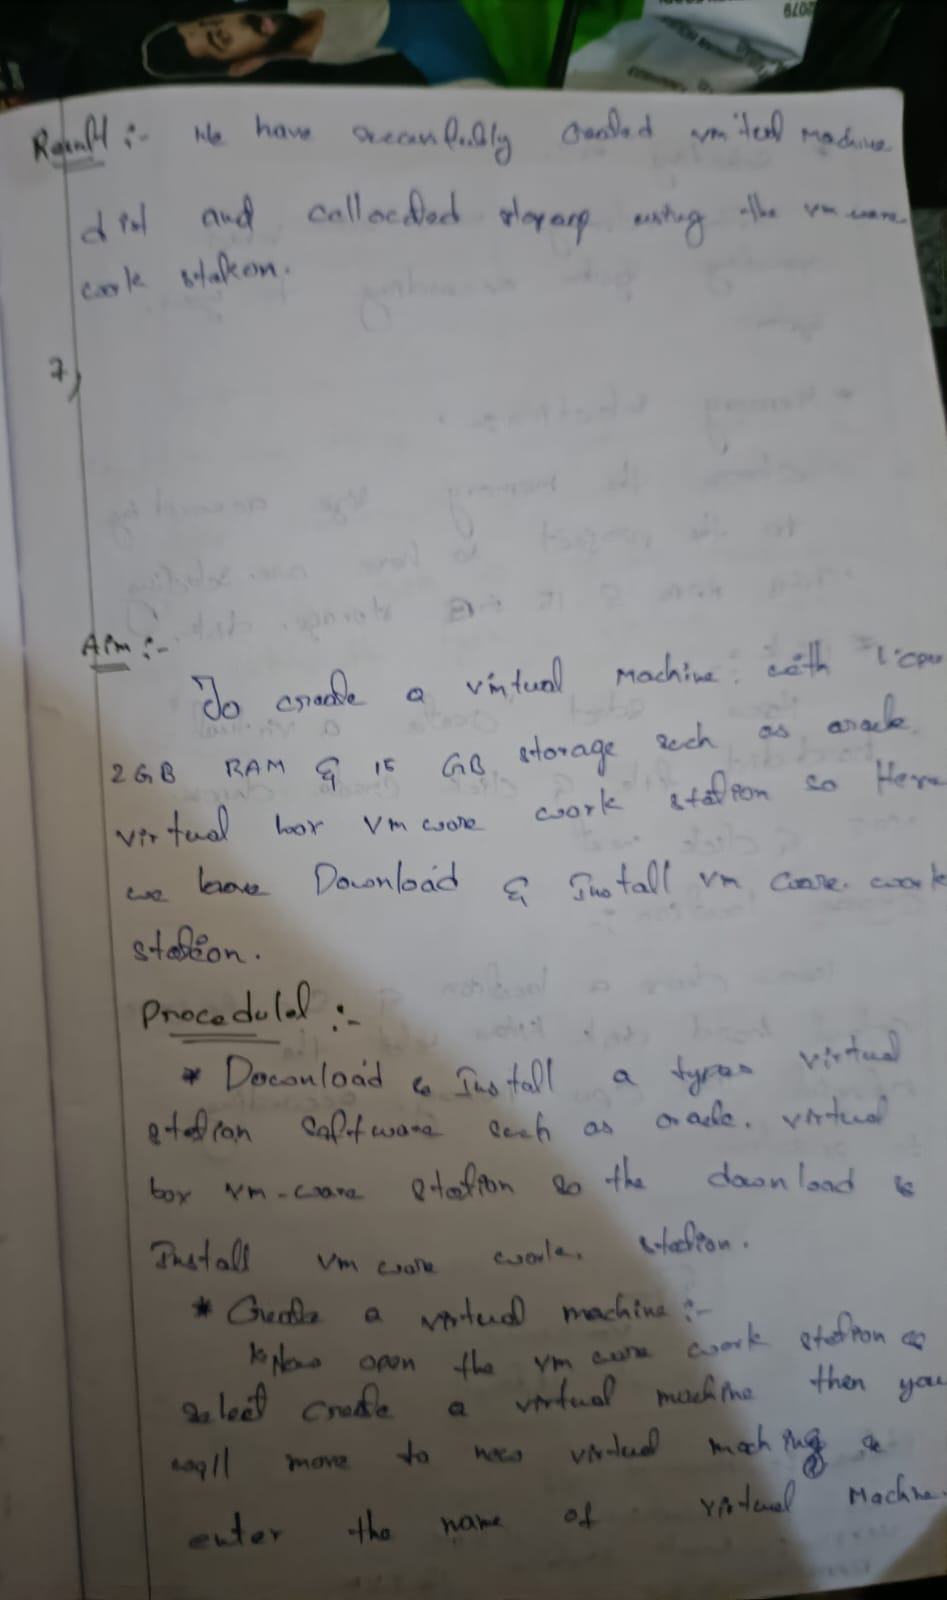 Result :- We have successfully created virtual Machine
disk and allocated storage using the vm ware
work station.
7)
Aim :-
To create a virtual Machine with 1 CPU
2GB RAM & 15 GB storage such as oracle
virtual box vm ware work station so Here
we have Download & Install vm ware work
station.
Procedural :-
* Download & Install a types virtual
station software such as oracle. virtual
box vm-ware station so the download &
Install vm ware work station.
* Create a virtual machine :-
* Now open the vm ware work station &
select create a virtual machine then you
will move to new virtual machine &
enter the name of virtual Machine.